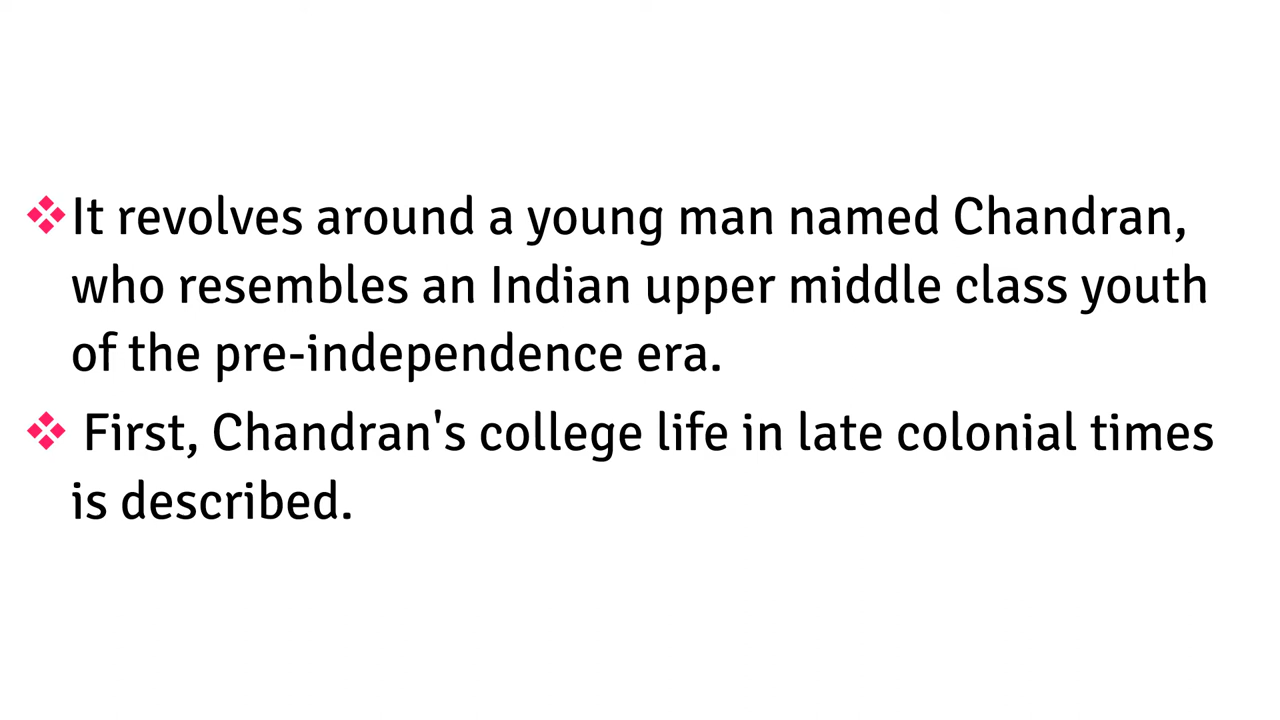 ❖It revolves around a young man named Chandran,
who resembles an Indian upper middle class youth
of the pre-independence era.
❖ First, Chandran's college life in late colonial times
is described.